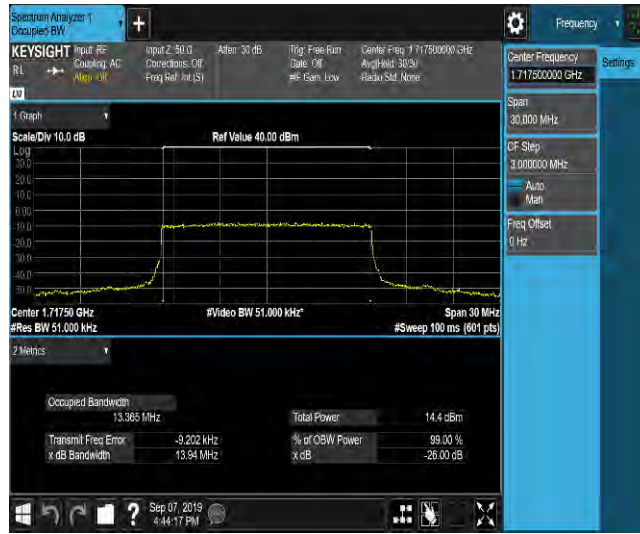 Spectrum Analyzer 1
Occupied BW
Frequency
KEYSIGHT Input: RF
Coupling: AC
Align: Off
RL
Input Z: 50 Ω
Corrections: Off
Freq Ref: Int (S)
Atten: 30 dB
Trig: Free Run
Gate: Off
#IF Gain: Low
Center Freq: 1.717500000 GHz
Avg|Hold: 30/30
Radio Std: None
LXI
1 Graph
Scale/Div 10.0 dB
Ref Value 40.00 dBm
Log
30.0
20.0
10.0
0.00
-10.0
-20.0
-30.0
-40.0
-50.0
Center 1.71750 GHz
#Video BW 51.000 kHz*
Span 30 MHz
#Res BW 51.000 kHz
#Sweep 100 ms (601 pts)
2 Metrics
Occupied Bandwidth
13.365 MHz
Total Power
14.4 dBm
Transmit Freq Error
-9.202 kHz
% of OBW Power
99.00 %
x dB Bandwidth
13.94 MHz
x dB
-26.00 dB
Sep 07, 2019
4:44:17 PM
Center Frequency
1.717500000 GHz
Settings
Span
30.000 MHz
CF Step
3.000000 MHz
Auto
Man
Freq Offset
0 Hz